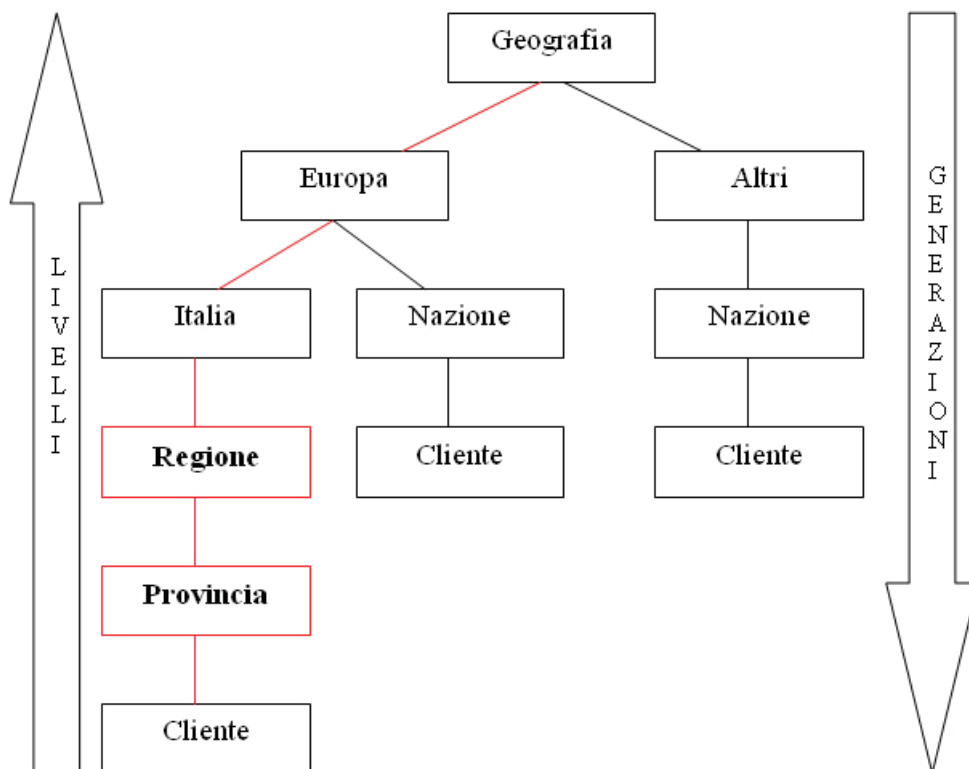 Geografia
Europa
Altri
Italia
Nazione
Nazione
Regione
Cliente
Cliente
Provincia
Cliente
LIVELLI
GENERAZIONI